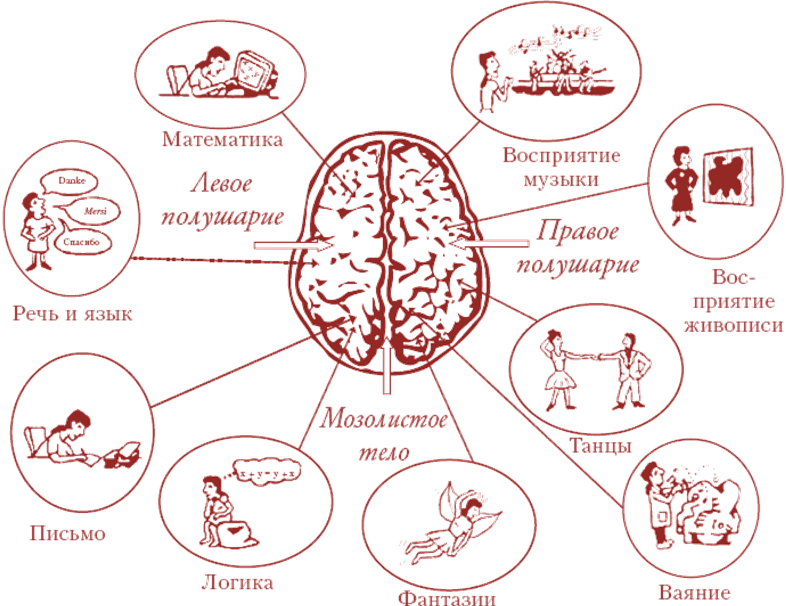 Математика
Восприятие
музыки
Левое
полушарие
Danke
Mersi
Спасибо
Речь и язык
Правое
полушарие
Вос-
приятие
живописи
Мозолистое
тело
Танцы
Письмо
x + y = y + x
Логика
Фантазии
Ваяние